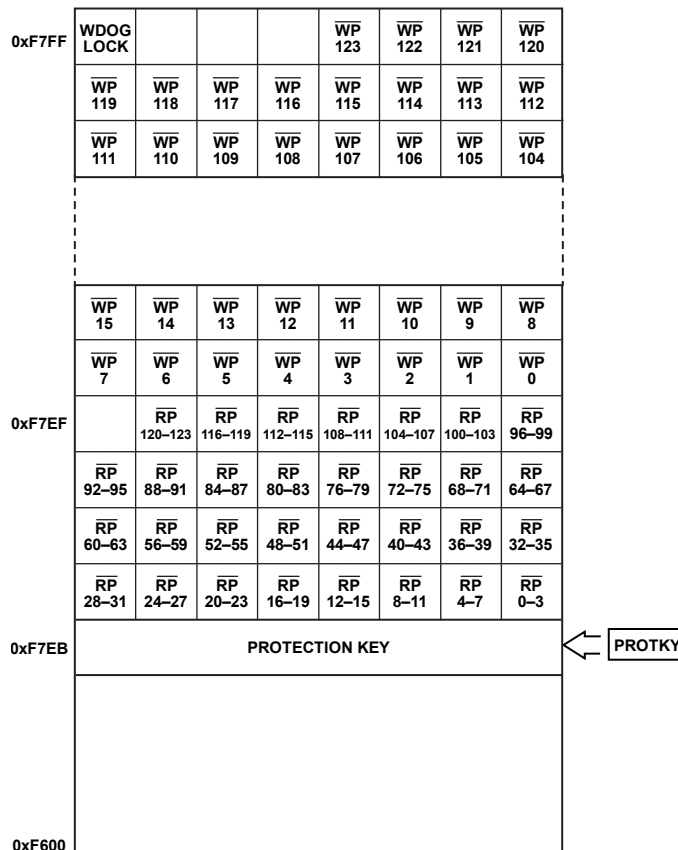 0xF7FF WDOG LOCK WP 123 WP 122 WP 121 WP 120
WP 119 WP 118 WP 117 WP 116 WP 115 WP 114 WP 113 WP 112
WP 111 WP 110 WP 109 WP 108 WP 107 WP 106 WP 105 WP 104
WP 15 WP 14 WP 13 WP 12 WP 11 WP 10 WP 9 WP 8
WP 7 WP 6 WP 5 WP 4 WP 3 WP 2 WP 1 WP 0
0xF7EF RP 120–123 RP 116–119 RP 112–115 RP 108–111 RP 104–107 RP 100–103 RP 96–99
RP 92–95 RP 88–91 RP 84–87 RP 80–83 RP 76–79 RP 72–75 RP 68–71 RP 64–67
RP 60–63 RP 56–59 RP 52–55 RP 48–51 RP 44–47 RP 40–43 RP 36–39 RP 32–35
RP 28–31 RP 24–27 RP 20–23 RP 16–19 RP 12–15 RP 8–11 RP 4–7 RP 0–3
0xF7EB PROTECTION KEY PROTKY
0xF600